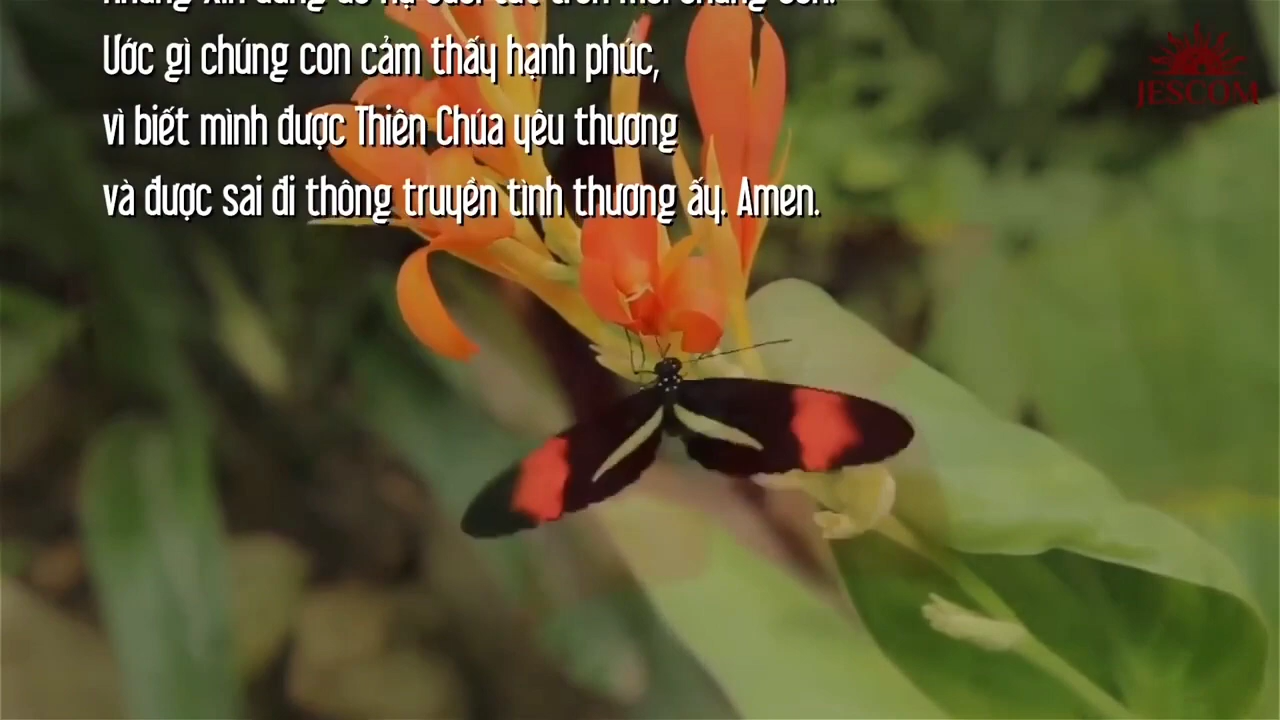 Ước gì chúng con cảm thấy hạnh phúc,
vì biết mình được Thiên Chúa yêu thương
và được sai đi thông truyền tình thương ấy. Amen.
JESCOM